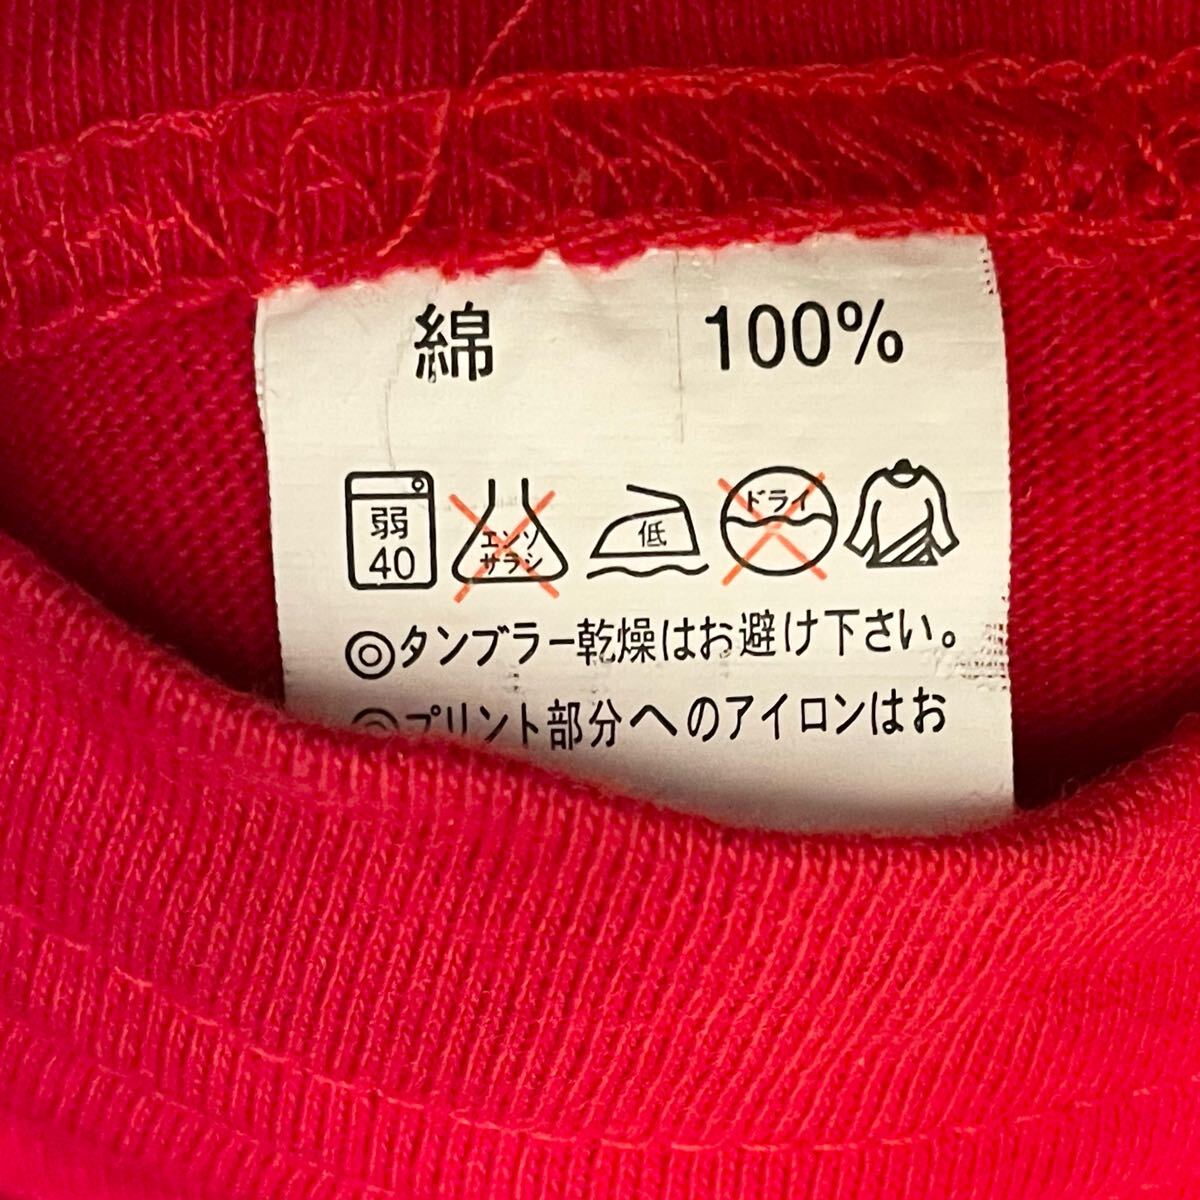 綿 100%
弱 40 エンソ サラシ 低 ドライ
◎タンブラー乾燥はお避け下さい。
◎プリント部分へのアイロンはお